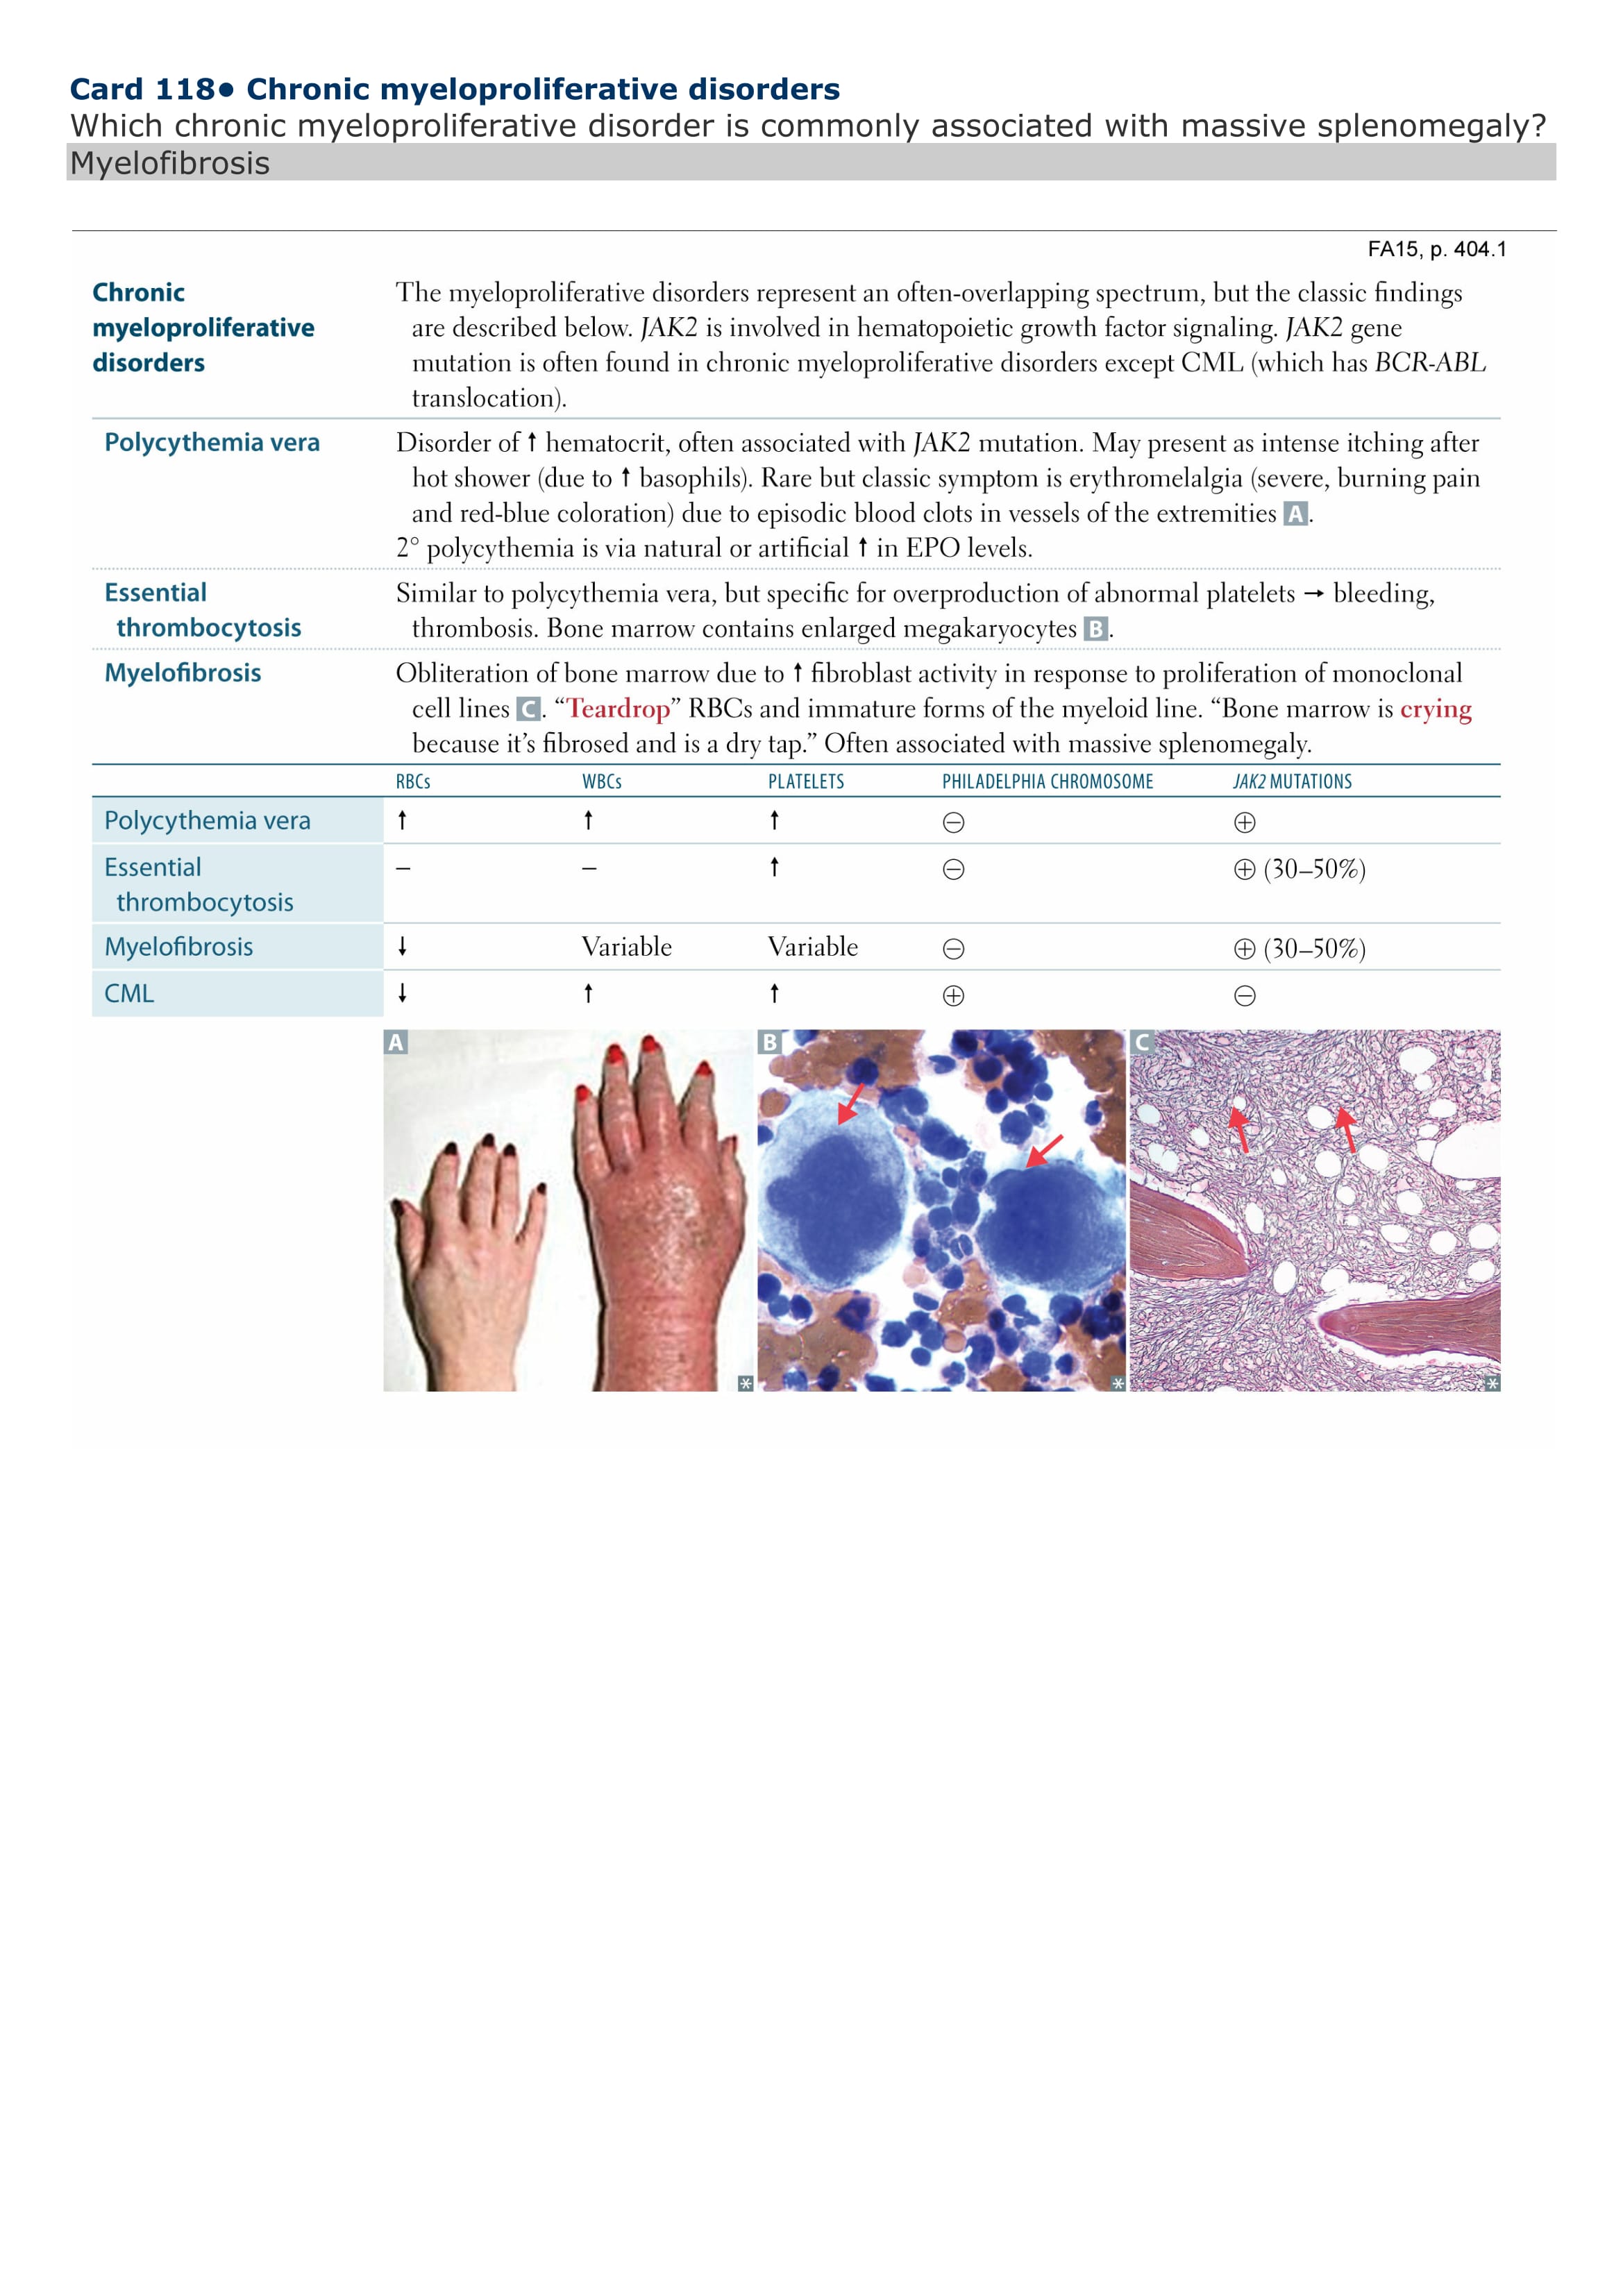 Card 118• Chronic myeloproliferative disorders
Which chronic myeloproliferative disorder is commonly associated with massive splenomegaly?
Myelofibrosis
FA15, p. 404.1
Chronic
myeloproliferative
disorders
The myeloproliferative disorders represent an often-overlapping spectrum, but the classic findings
are described below. JAK2 is involved in hematopoietic growth factor signaling. JAK2 gene
mutation is often found in chronic myeloproliferative disorders except CML (which has BCR-ABL
translocation).
Polycythemia vera
Disorder of ↑ hematocrit, often associated with JAK2 mutation. May present as intense itching after
hot shower (due to ↑ basophils). Rare but classic symptom is erythromelalgia (severe, burning pain
and red-blue coloration) due to episodic blood clots in vessels of the extremities A.
2° polycythemia is via natural or artificial ↑ in EPO levels.
Essential
thrombocytosis
Similar to polycythemia vera, but specific for overproduction of abnormal platelets → bleeding,
thrombosis. Bone marrow contains enlarged megakaryocytes B.
Myelofibrosis
Obliteration of bone marrow due to ↑ fibroblast activity in response to proliferation of monoclonal
cell lines C. “Teardrop” RBCs and immature forms of the myeloid line. “Bone marrow is crying
because it’s fibrosed and is a dry tap.” Often associated with massive splenomegaly.
RBCs WBCs PLATELETS PHILADELPHIA CHROMOSOME JAK2 MUTATIONS
Polycythemia vera ↑ ↑ ↑ ⊖ ⊕
Essential
thrombocytosis – – ↑ ⊖ ⊕ (30–50%)
Myelofibrosis ↓ Variable Variable ⊖ ⊕ (30–50%)
CML ↓ ↑ ↑ ⊕ ⊖
A B C
* * *